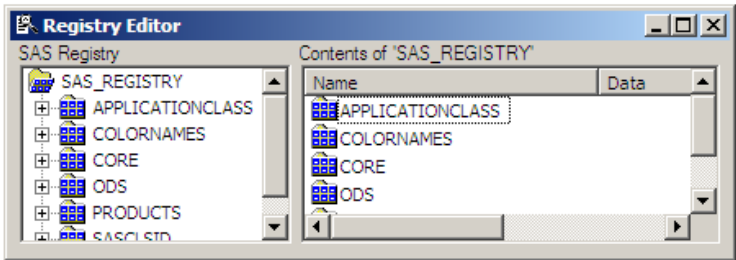 Registry Editor
SAS Registry
Contents of 'SAS_REGISTRY'
SAS_REGISTRY
APPLICATIONCLASS
COLORNAMES
CORE
ODS
PRODUCTS
SASCLSID
Name Data
APPLICATIONCLASS
COLORNAMES
CORE
ODS